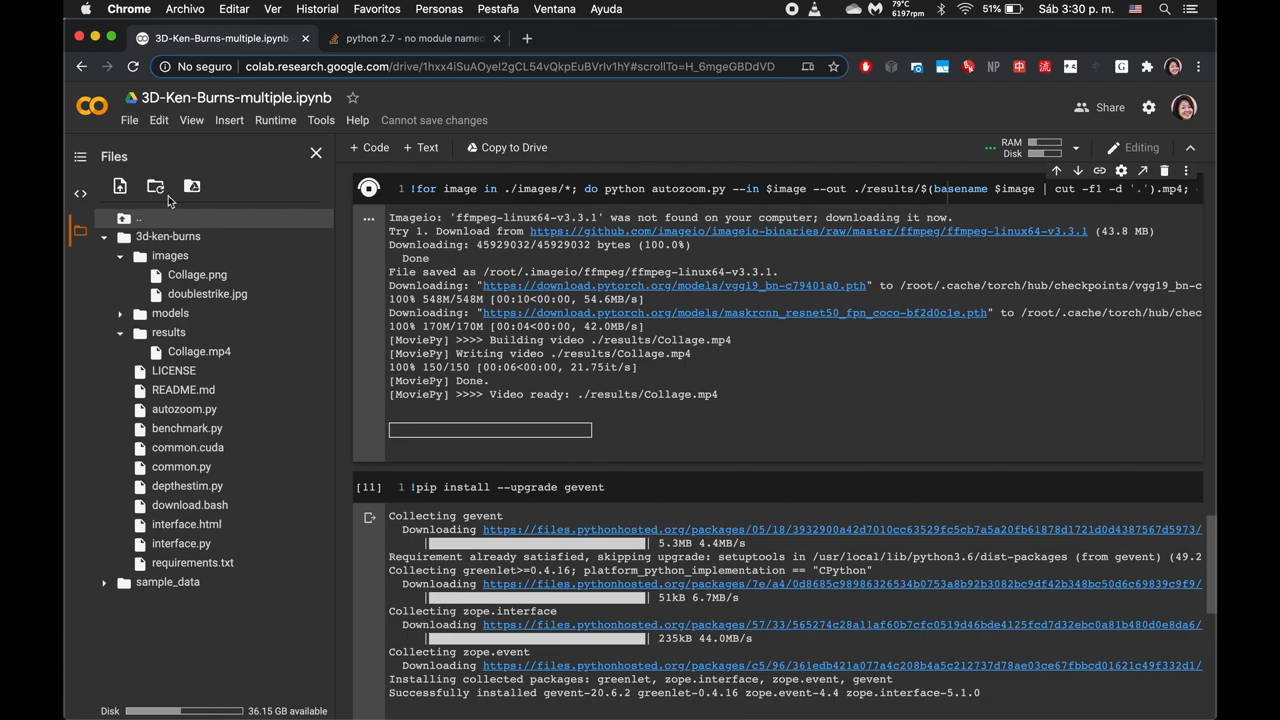 Chrome Archivo Editar Ver Historial Favoritos Personas Pestaña Ventana Ayuda 79°C 6197rpm 51% Sáb 3:30 p. m.
3D-Ken-Burns-multiple.ipynb python 2.7 - no module named
No seguro colab.research.google.com/drive/1hxx4iSuAOyeI2gCL54vQkpEuBVrIv1hY#scrollTo=H_6mgeGBDdVD
3D-Ken-Burns-multiple.ipynb
Share
File Edit View Insert Runtime Tools Help Cannot save changes
Files
+ Code + Text Copy to Drive
RAM
Disk
Editing
..
3d-ken-burns
images
Collage.png
doublestrike.jpg
models
results
Collage.mp4
LICENSE
README.md
autozoom.py
benchmark.py
common.cuda
common.py
depthestim.py
download.bash
interface.html
interface.py
requirements.txt
sample_data
Disk 36.15 GB available
1 !for image in ./images/*; do python autozoom.py --in $image --out ./results/$(basename $image | cut -f1 -d '.').mp4;
Imageio: 'ffmpeg-linux64-v3.3.1' was not found on your computer; downloading it now.
Try 1. Download from https://github.com/imageio/imageio-binaries/raw/master/ffmpeg/ffmpeg-linux64-v3.3.1 (43.8 MB)
Downloading: 45929032/45929032 bytes (100.0%)
Done
File saved as /root/.imageio/ffmpeg/ffmpeg-linux64-v3.3.1.
Downloading: "https://download.pytorch.org/models/vgg19_bn-c79401a0.pth" to /root/.cache/torch/hub/checkpoints/vgg19_bn-c
100% 548M/548M [00:10<00:00, 54.6MB/s]
Downloading: "https://download.pytorch.org/models/maskrcnn_resnet50_fpn_coco-bf2d0c1e.pth" to /root/.cache/torch/hub/chec
100% 170M/170M [00:04<00:00, 42.0MB/s]
[MoviePy] >>>> Building video ./results/Collage.mp4
[MoviePy] Writing video ./results/Collage.mp4
100% 150/150 [00:06<00:00, 21.75it/s]
[MoviePy] Done.
[MoviePy] >>>> Video ready: ./results/Collage.mp4
[11] 1 !pip install --upgrade gevent
Collecting gevent
Downloading https://files.pythonhosted.org/packages/05/18/3932900a42d7010cc63529fc5cb7a5a20fb61878d1721d0d4387567d5973/
| 5.3MB 4.4MB/s
Requirement already satisfied, skipping upgrade: setuptools in /usr/local/lib/python3.6/dist-packages (from gevent) (49.2
Collecting greenlet>=0.4.16; platform_python_implementation == "CPython"
Downloading https://files.pythonhosted.org/packages/7e/a4/0d8685c98986326534b0753a8b92b3082bc9df42b348bc50d6c69839c9f9/
| 51kB 6.7MB/s
Collecting zope.interface
Downloading https://files.pythonhosted.org/packages/57/33/565274c28a11af60b7cfc0519d46bde4125fcd7d32ebc0a81b480d0e8da6/
| 235kB 44.0MB/s
Collecting zope.event
Downloading https://files.pythonhosted.org/packages/c5/96/361edb421a077a4c208b4a5c212737d78ae03ce67fbbcd01621c49f332d1/
Installing collected packages: greenlet, zope.interface, zope.event, gevent
Successfully installed gevent-20.6.2 greenlet-0.4.16 zope.event-4.4 zope.interface-5.1.0